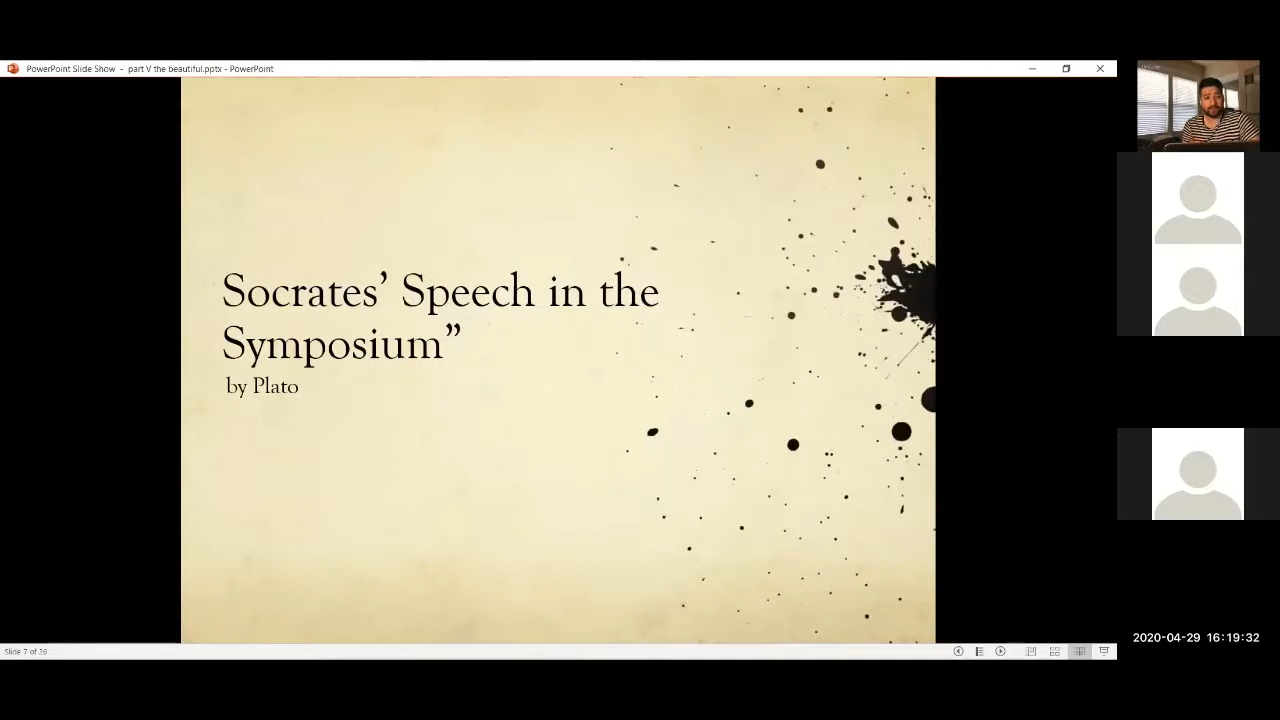 PowerPoint Slide Show - part V the beautiful.pptx - PowerPoint
Socrates’ Speech in the
Symposium”
by Plato
Slide 7 of 26
2020-04-29 16:19:32